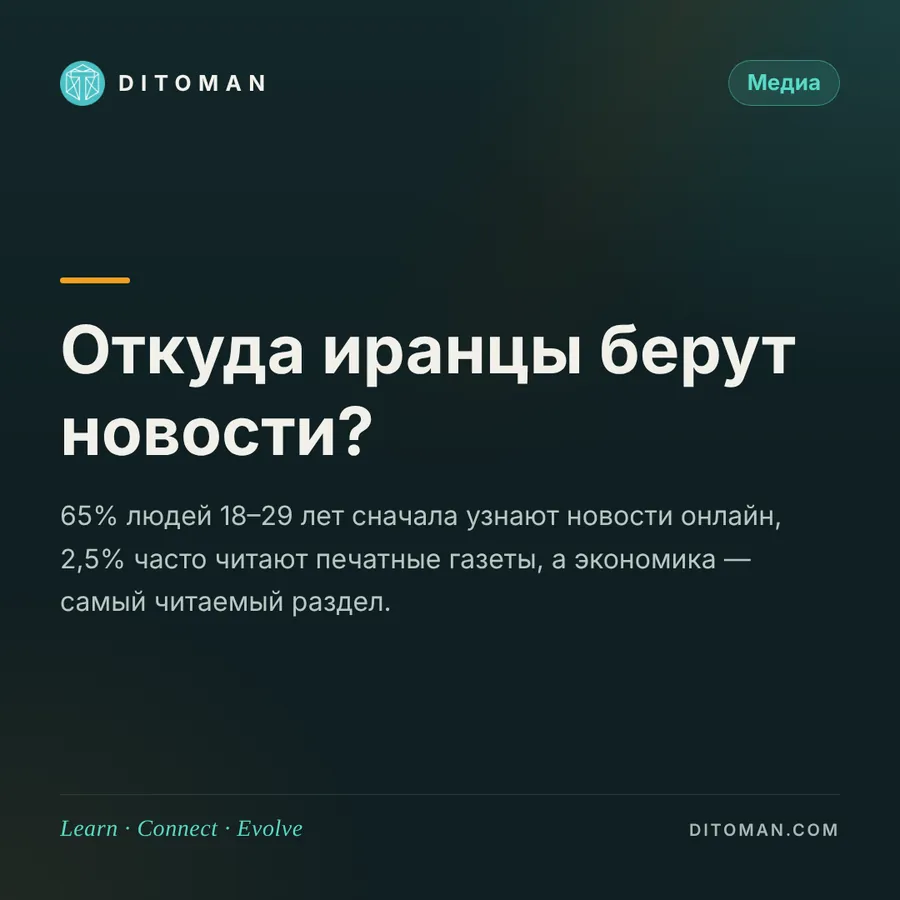 DITOMAN
Медиа
Откуда иранцы берут
новости?
65% людей 18–29 лет сначала узнают новости онлайн,
2,5% часто читают печатные газеты, а экономика —
самый читаемый раздел.
Learn · Connect · Evolve
DITOMAN.COM